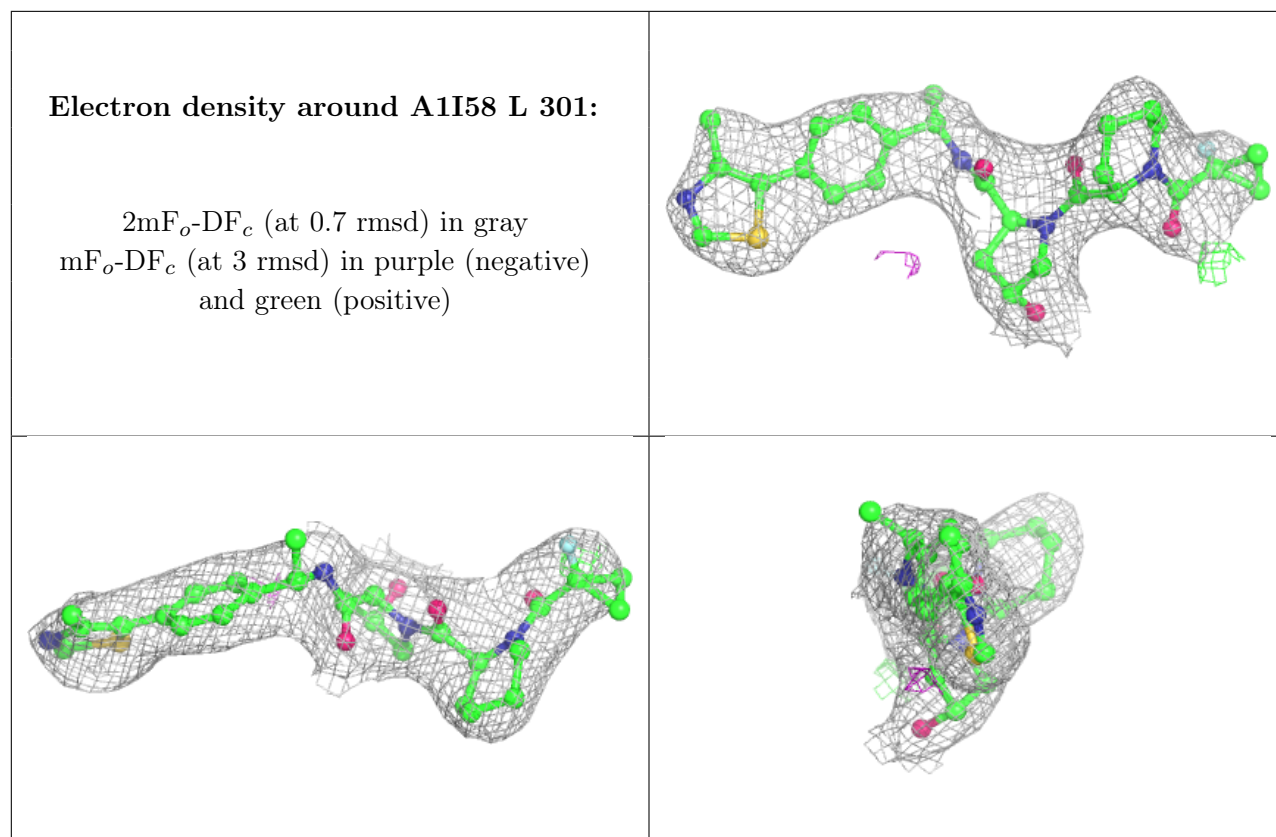 Electron density around A1I58 L 301:
2mFo-DFc (at 0.7 rmsd) in gray
mFo-DFc (at 3 rmsd) in purple (negative)
and green (positive)